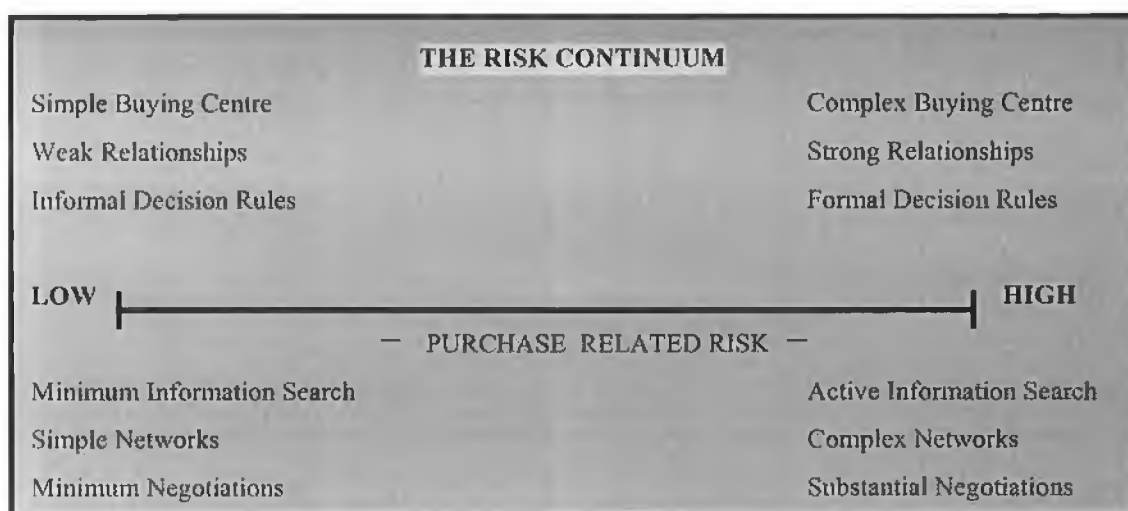 THE RISK CONTINUUM
Simple Buying Centre Complex Buying Centre
Weak Relationships Strong Relationships
Informal Decision Rules Formal Decision Rules
LOW HIGH
— PURCHASE RELATED RISK —
Minimum Information Search Active Information Search
Simple Networks Complex Networks
Minimum Negotiations Substantial Negotiations